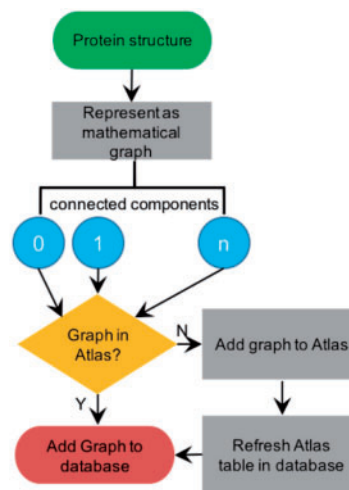 Protein structure
Represent as
mathematical
graph
connected components
0
1
n
Graph in
Atlas?
N
Add graph to Atlas
Y
Add Graph to
database
Refresh Atlas
table in database